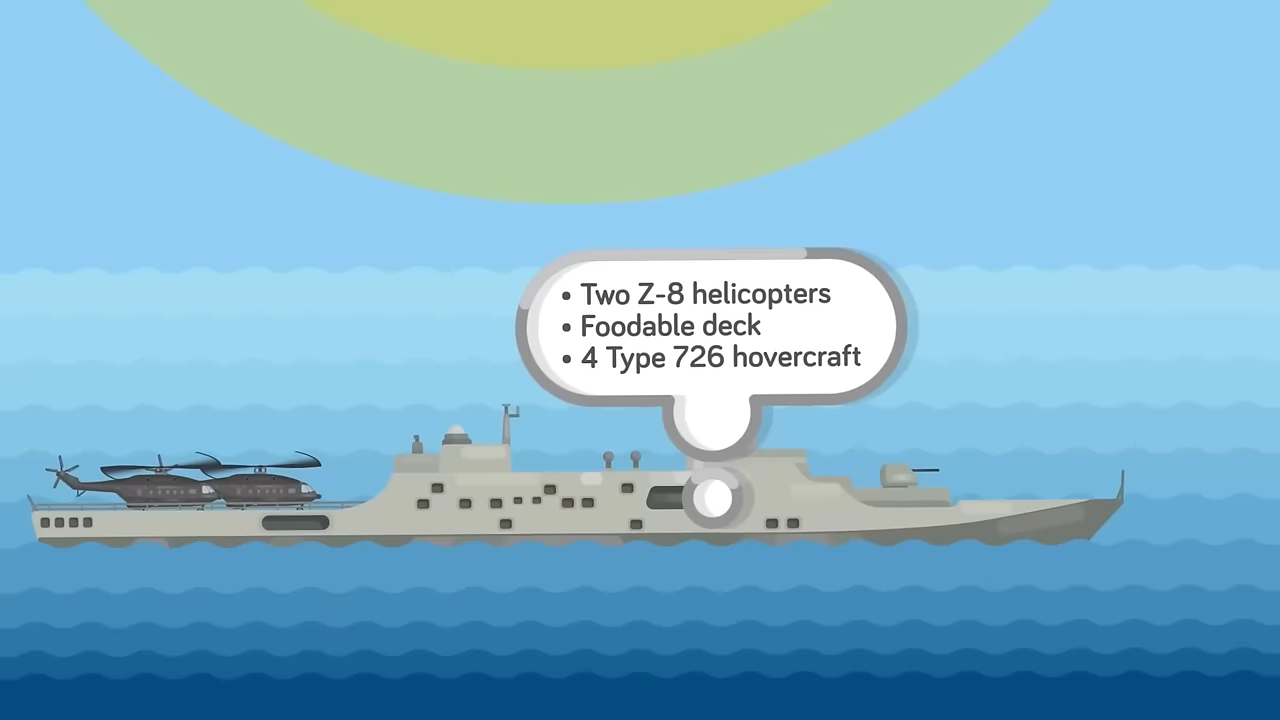 • Two Z-8 helicopters
• Foodable deck
• 4 Type 726 hovercraft